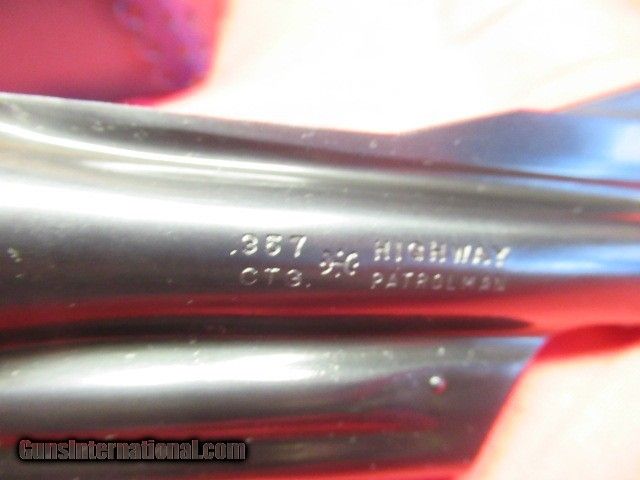 .357 HIGHWAY
CTG. PATROLMAN
GunsInternational.com